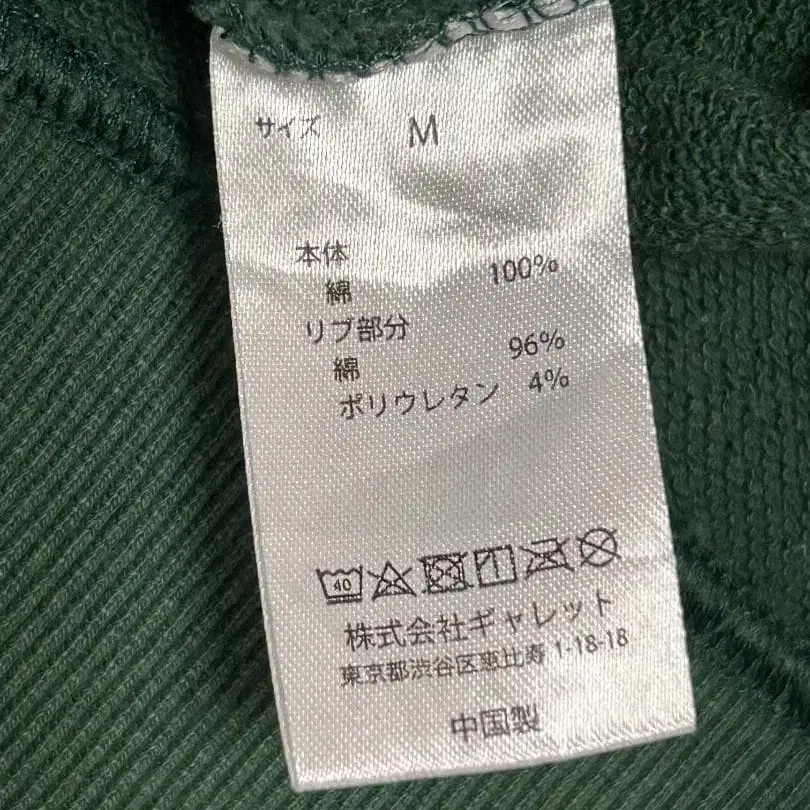 サイズ M
本体
綿 100%
リブ部分
綿 96%
ポリウレタン 4%
40
株式会社ギャレット
東京都渋谷区恵比寿 1-18-18
中国製